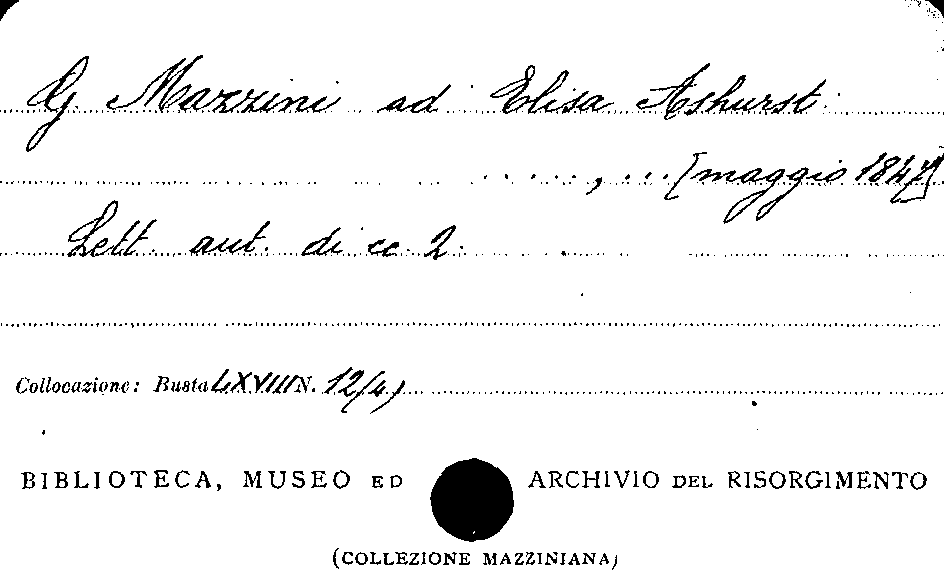 G. Mazzini ad Elisa Ashurst.
....., ... [maggio 1847]
Lett. aut. di cc. 2.
Collocazione: Busta LXVIII N. 12(4)
BIBLIOTECA, MUSEO ED ARCHIVIO DEL RISORGIMENTO
(COLLEZIONE MAZZINIANA)